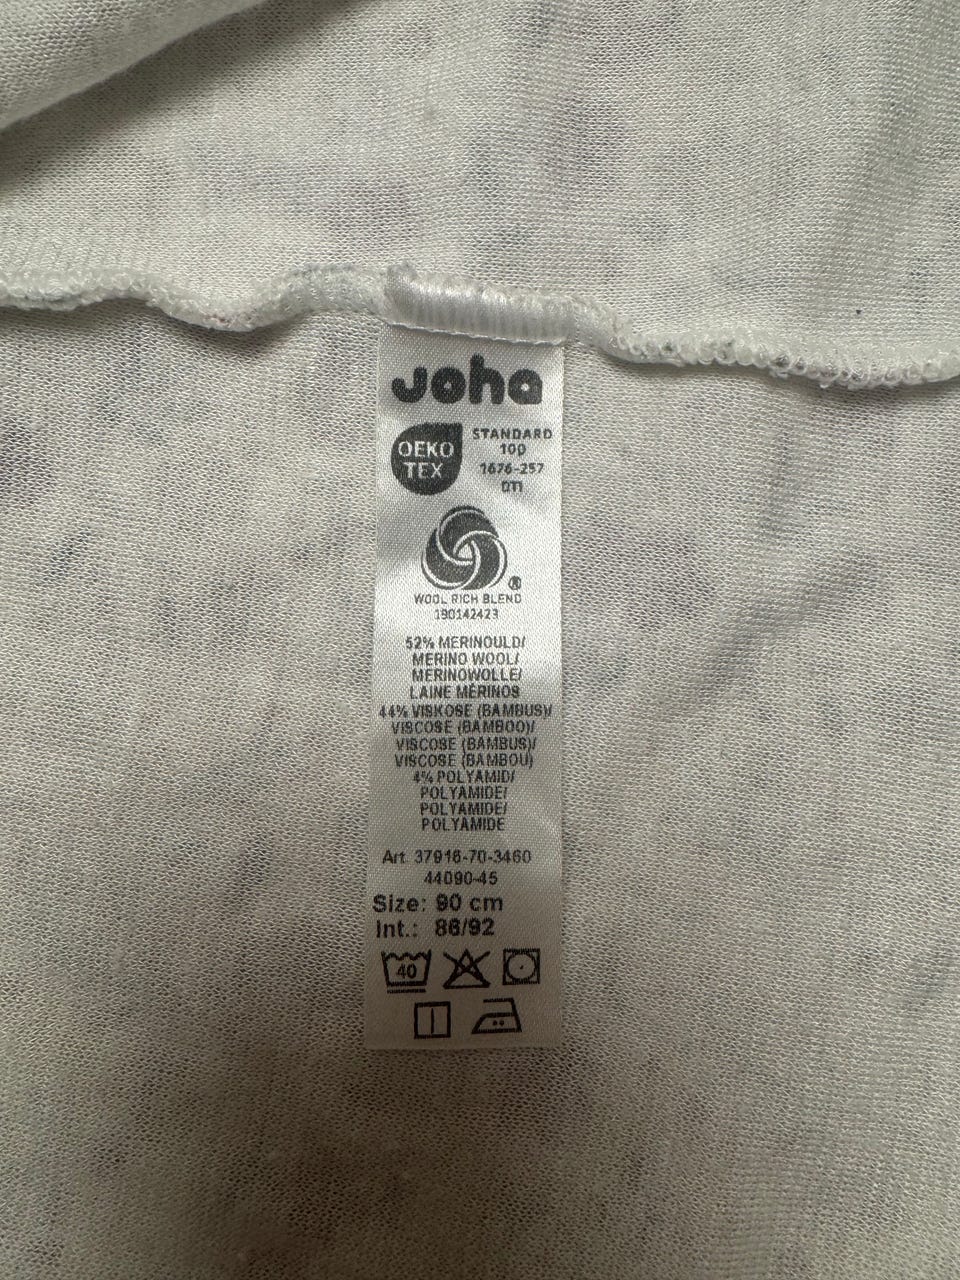 Joha
OEKO
TEX
STANDARD
100
1676-257
DTI
WOOL RICH BLEND
190142423
52% MERINOULD/
MERINO WOOL/
MERINOWOLLE/
LAINE MÉRINOS
44% VISKOSE (BAMBUS)/
VISCOSE (BAMBOO)/
VISCOSE (BAMBUS)/
VISCOSE (BAMBOU)
4% POLYAMID/
POLYAMIDE/
POLYAMIDE/
POLYAMIDE
Art. 37916-70-3460
44090-45
Size: 90 cm
Int.: 86/92
40